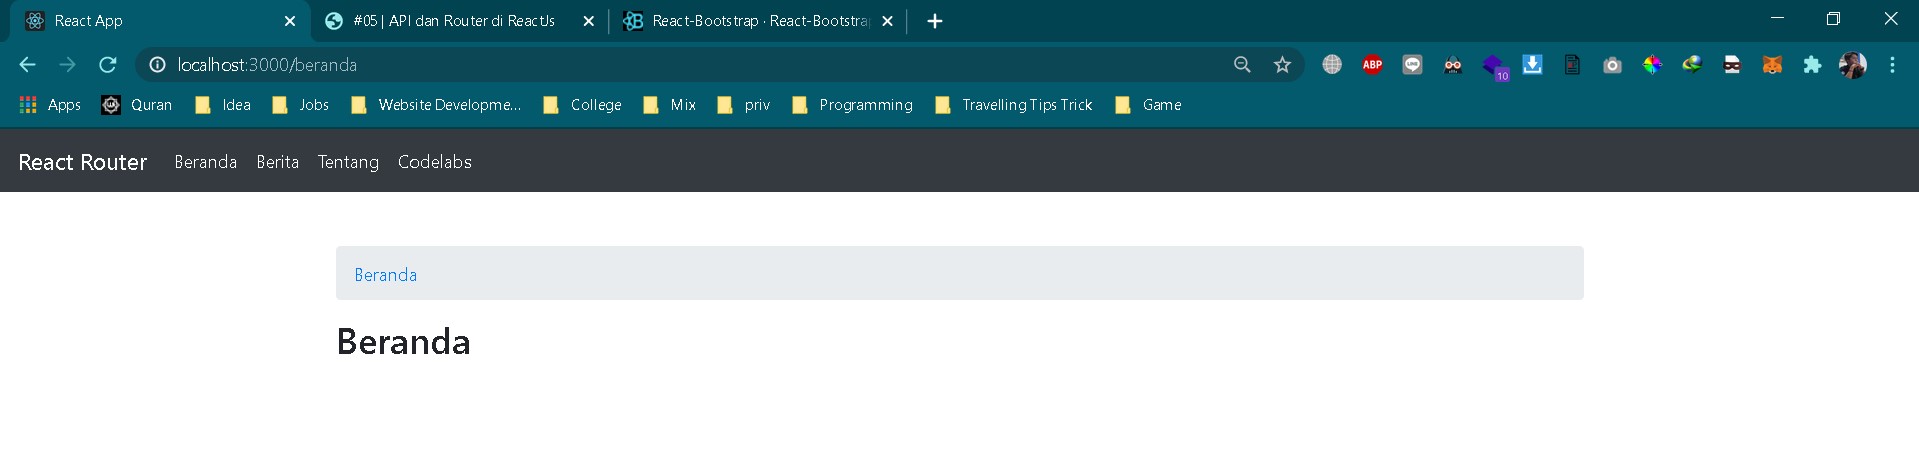 React App
#05 | API dan Router di ReactJs
React-Bootstrap · React-Bootstrap
localhost:3000/beranda
ABP
LINE
10
Apps Quran Idea Jobs Website Developme... College Mix priv Programming Travelling Tips Trick Game
React Router Beranda Berita Tentang Codelabs
Beranda
Beranda